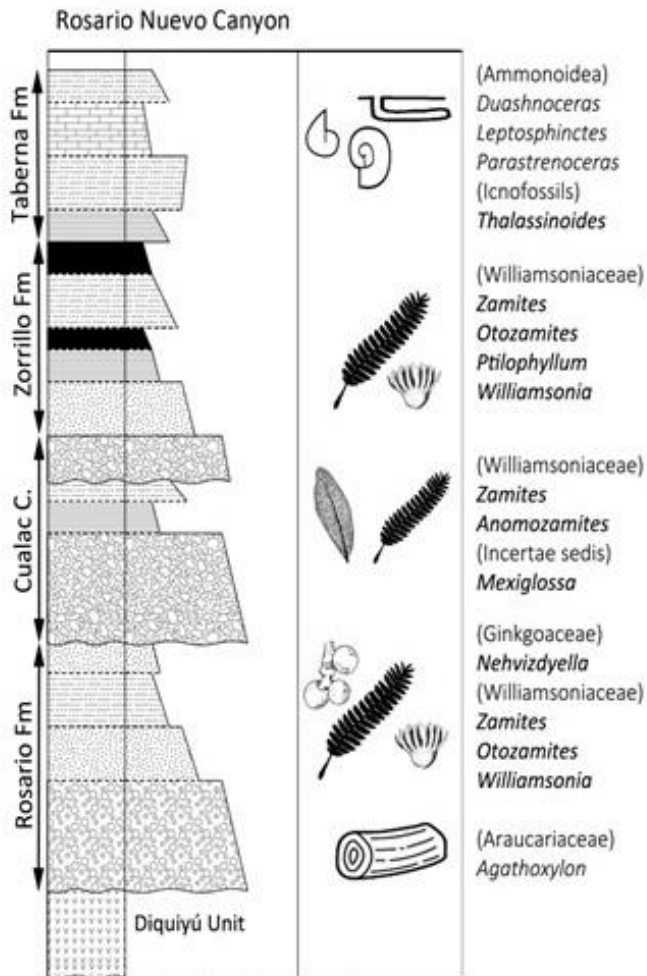 Rosario Nuevo Canyon
Taberna Fm
(Ammonoidea)
Duashnoceras
Leptosphinctes
Parastrenoceras
(Icnofossils)
Thalassinoides
Zorrillo Fm
(Williamsoniaceae)
Zamites
Otozamites
Ptilophyllum
Williamsonia
Cualac C.
(Williamsoniaceae)
Zamites
Anomozamites
(Incertae sedis)
Mexiglossa
Rosario Fm
(Ginkgoaceae)
Nehvizdyella
(Williamsoniaceae)
Zamites
Otozamites
Williamsonia
(Araucariaceae)
Agathoxylon
Diquiyú Unit